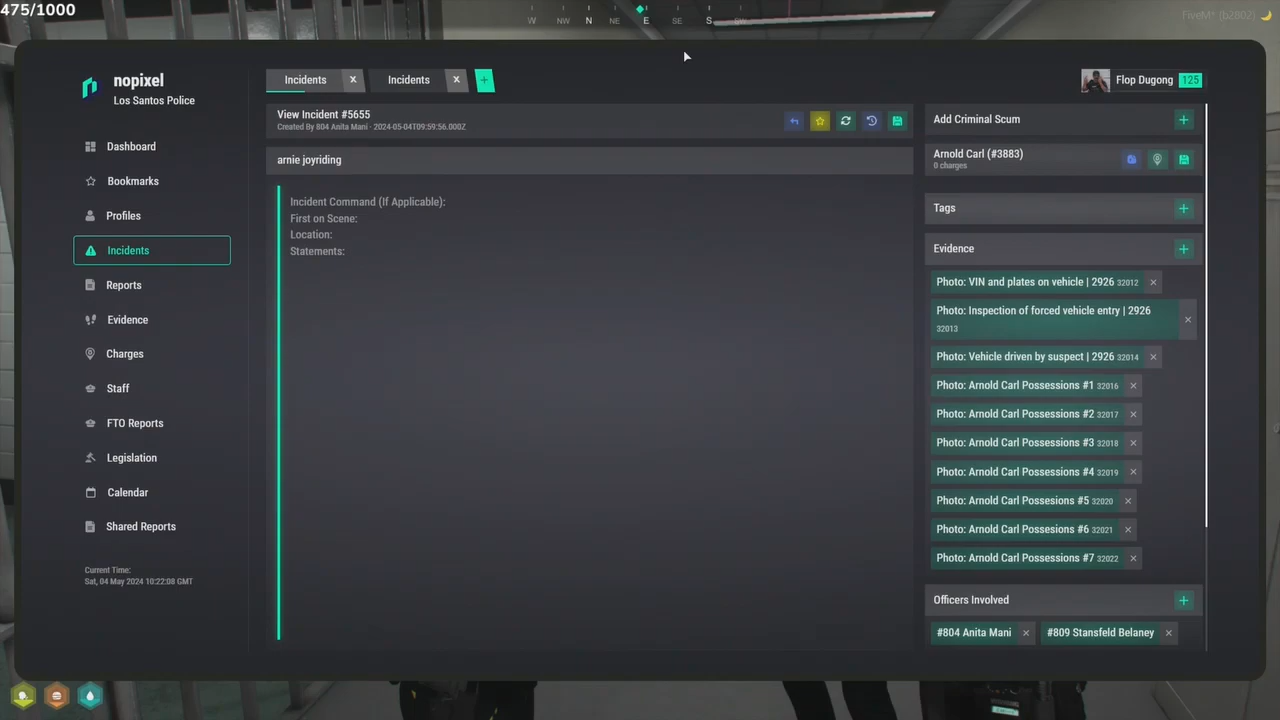 475/1000
W NW N NE E SE S SW
FiveM* (b2802)
nopixel
Los Santos Police
Dashboard
Bookmarks
Profiles
Incidents
Reports
Evidence
Charges
Staff
FTO Reports
Legislation
Calendar
Shared Reports
Current Time:
Sat, 04 May 2024 10:22:08 GMT
Incidents x Incidents x +
View Incident #5655
Created By 804 Anita Mani · 2024-05-04T09:59:56.000Z
arnie joyriding
Incident Command (If Applicable):
First on Scene:
Location:
Statements:
Flop Dugong 125
Add Criminal Scum
Arnold Carl (#3883)
0 charges
Tags
Evidence
Photo: VIN and plates on vehicle | 2926 32012
Photo: Inspection of forced vehicle entry | 2926
32013
Photo: Vehicle driven by suspect | 2926 32014
Photo: Arnold Carl Possessions #1 32016
Photo: Arnold Carl Possessions #2 32017
Photo: Arnold Carl Possessions #3 32018
Photo: Arnold Carl Possessions #4 32019
Photo: Arnold Carl Possesions #5 32020
Photo: Arnold Carl Possesions #6 32021
Photo: Arnold Carl Possessions #7 32022
Officers Involved
#804 Anita Mani x #809 Stansfeld Belaney x